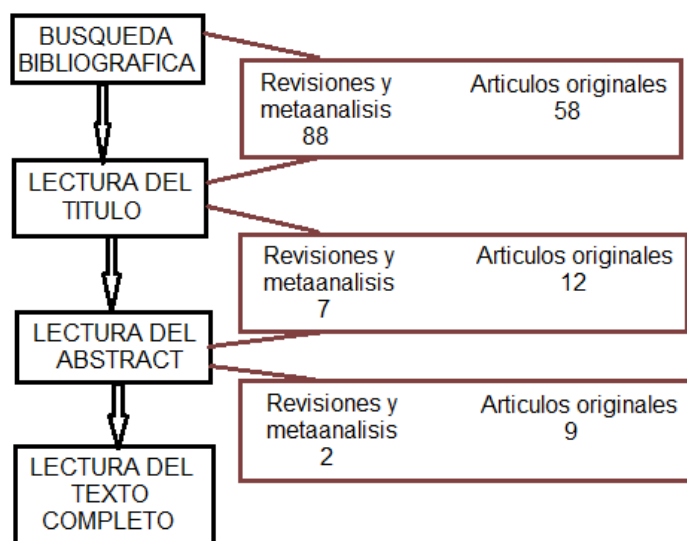 BUSQUEDA
BIBLIOGRAFICA
Revisiones y
metaanalisis
88
Articulos originales
58
LECTURA DEL
TITULO
Revisiones y
metaanalisis
7
Articulos originales
12
LECTURA DEL
ABSTRACT
Revisiones y
metaanalisis
2
Articulos originales
9
LECTURA DEL
TEXTO
COMPLETO